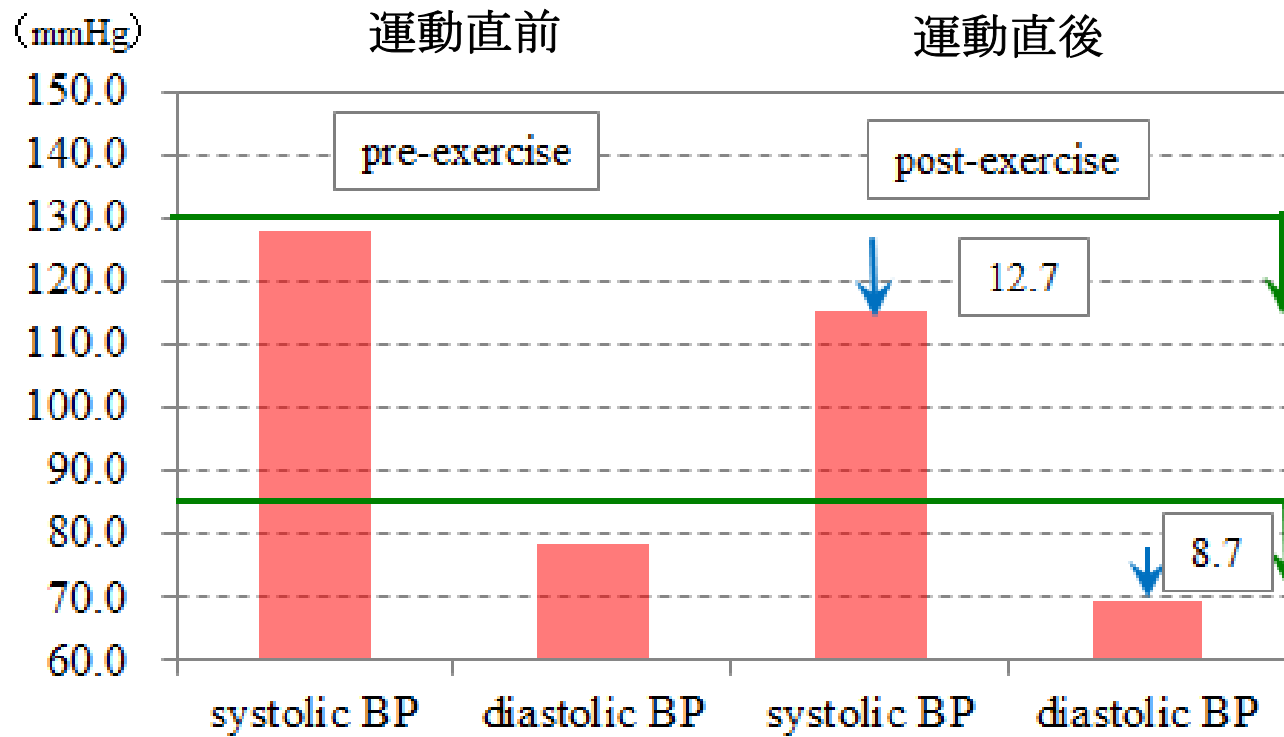 （mmHg）
運動直前
運動直後
150.0
140.0
130.0
120.0
110.0
100.0
90.0
80.0
70.0
60.0
pre-exercise
post-exercise
12.7
8.7
systolic BP
diastolic BP
systolic BP
diastolic BP